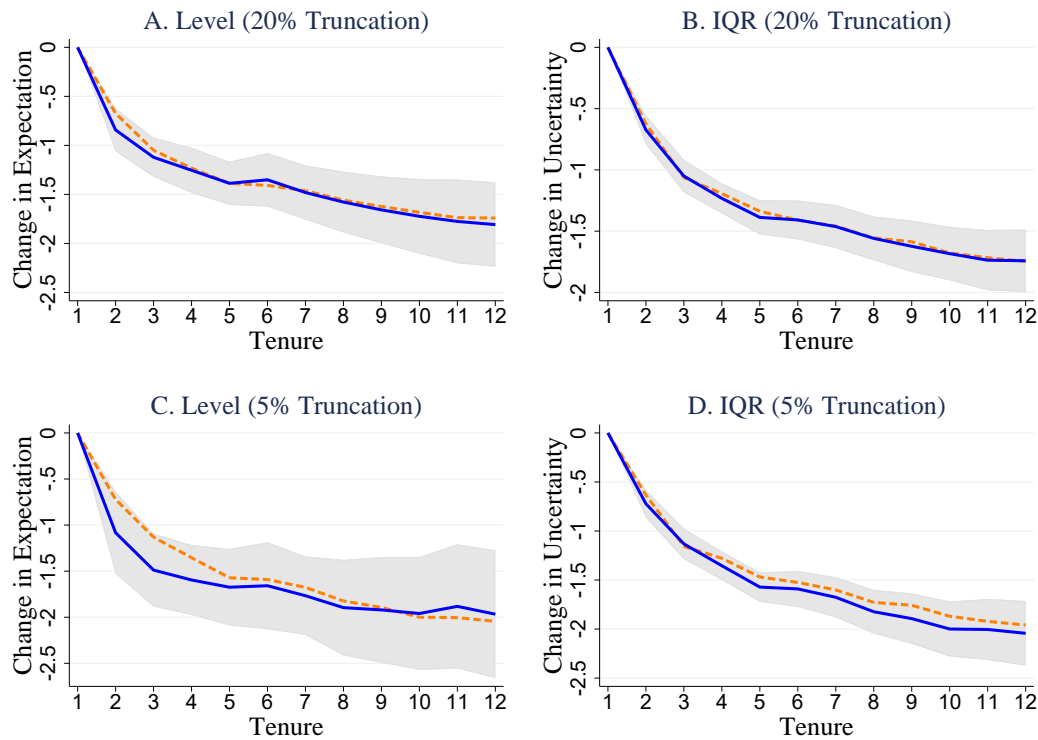 A. Level (20% Truncation)
Change in Expectation
0
-.5
-1
-1.5
-2
-2.5
1 2 3 4 5 6 7 8 9 10 11 12
Tenure
B. IQR (20% Truncation)
Change in Uncertainty
0
-.5
-1
-1.5
-2
1 2 3 4 5 6 7 8 9 10 11 12
Tenure
C. Level (5% Truncation)
Change in Expectation
0
-.5
-1
-1.5
-2
-2.5
1 2 3 4 5 6 7 8 9 10 11 12
Tenure
D. IQR (5% Truncation)
Change in Uncertainty
0
-.5
-1
-1.5
-2
-2.5
1 2 3 4 5 6 7 8 9 10 11 12
Tenure